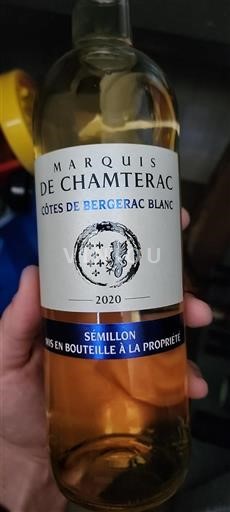 MARQUIS
DE CHAMTERAC
CÔTES DE BERGERAC BLANC
2020
SÉMILLON
MIS EN BOUTEILLE À LA PROPRIÉTÉ